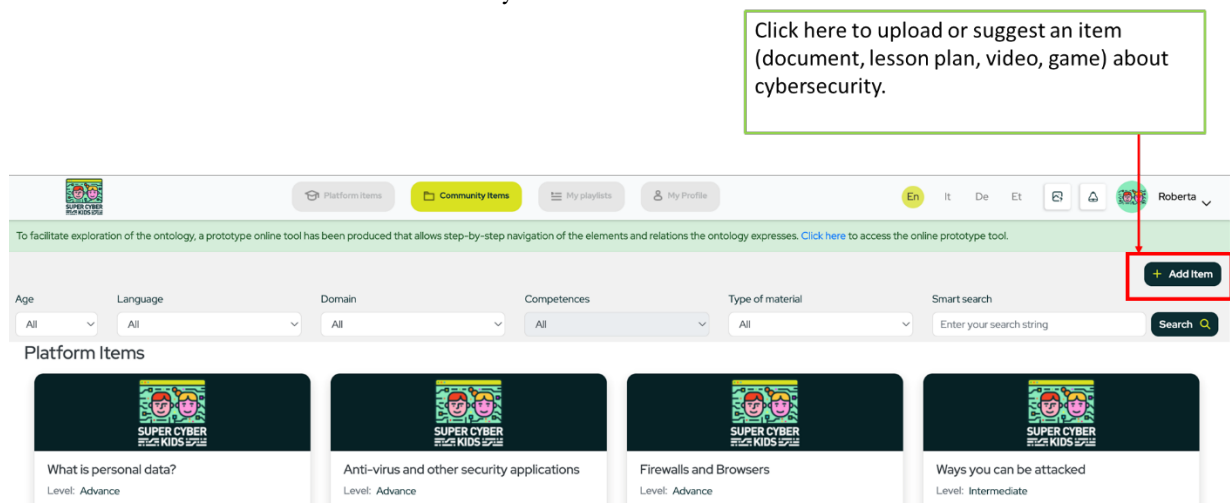 Click here to upload or suggest an item
(document, lesson plan, video, game) about
cybersecurity.
SUPER CYBER
KIDS
Platform items
Community Items
My playlists
My Profile
En
It
De
Et
Roberta
To facilitate exploration of the ontology, a prototype online tool has been produced that allows step-by-step navigation of the elements and relations the ontology expresses. Click here to access the online prototype tool.
+ Add Item
Age
Language
Domain
Competences
Type of material
Smart search
All
All
All
All
All
Enter your search string
Search
Platform Items
SUPER CYBER
KIDS
SUPER CYBER
KIDS
SUPER CYBER
KIDS
SUPER CYBER
KIDS
What is personal data?
Anti-virus and other security applications
Firewalls and Browsers
Ways you can be attacked
Level: Advance
Level: Advance
Level: Advance
Level: Intermediate